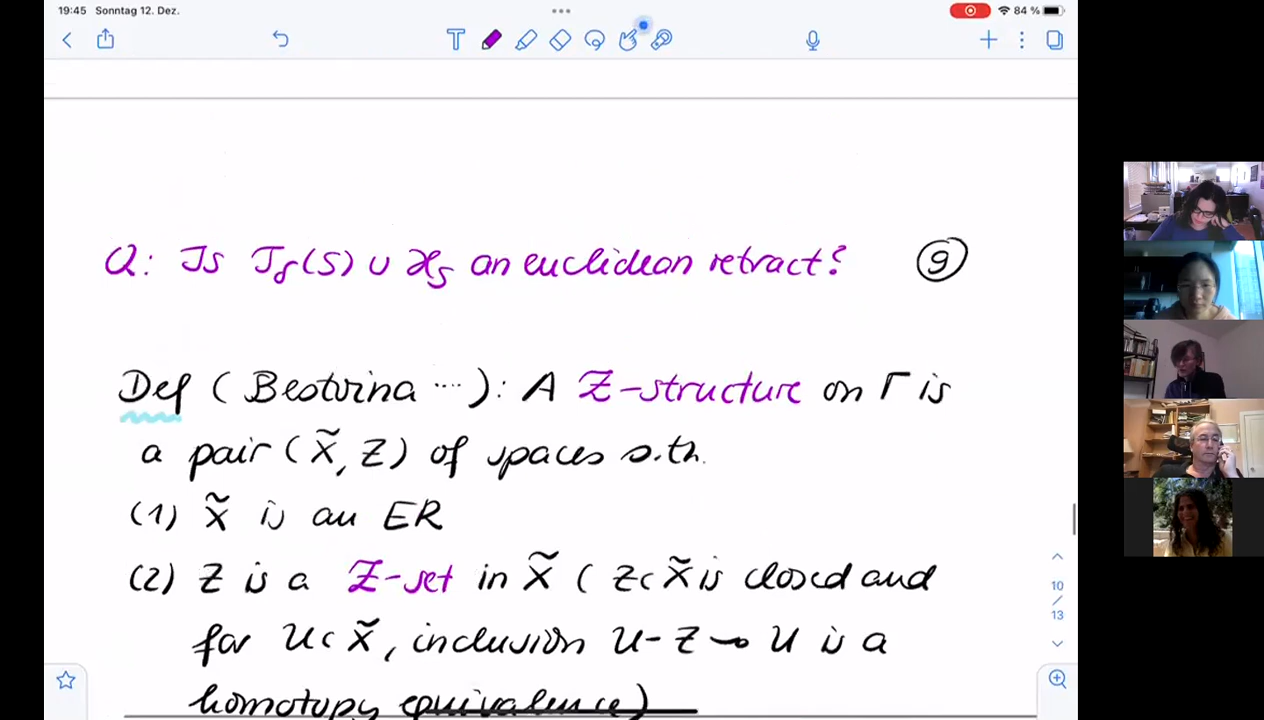 19:45 Sonntag 12. Dez.
84 %
Q: Is T_δ(S) ∪ 𝒳_S an euclidean retract? ⑨
Def (Bestvina ...): A Z-structure on Γ is
a pair (X̃, Z) of spaces s.th.
(1) X̃ is an ER
(2) Z is a Z-set in X̃ ( Z⊂X̃ is closed and
for U⊂X̃, inclusion U-Z→U is a
homotopy equivalence)
10
/
13